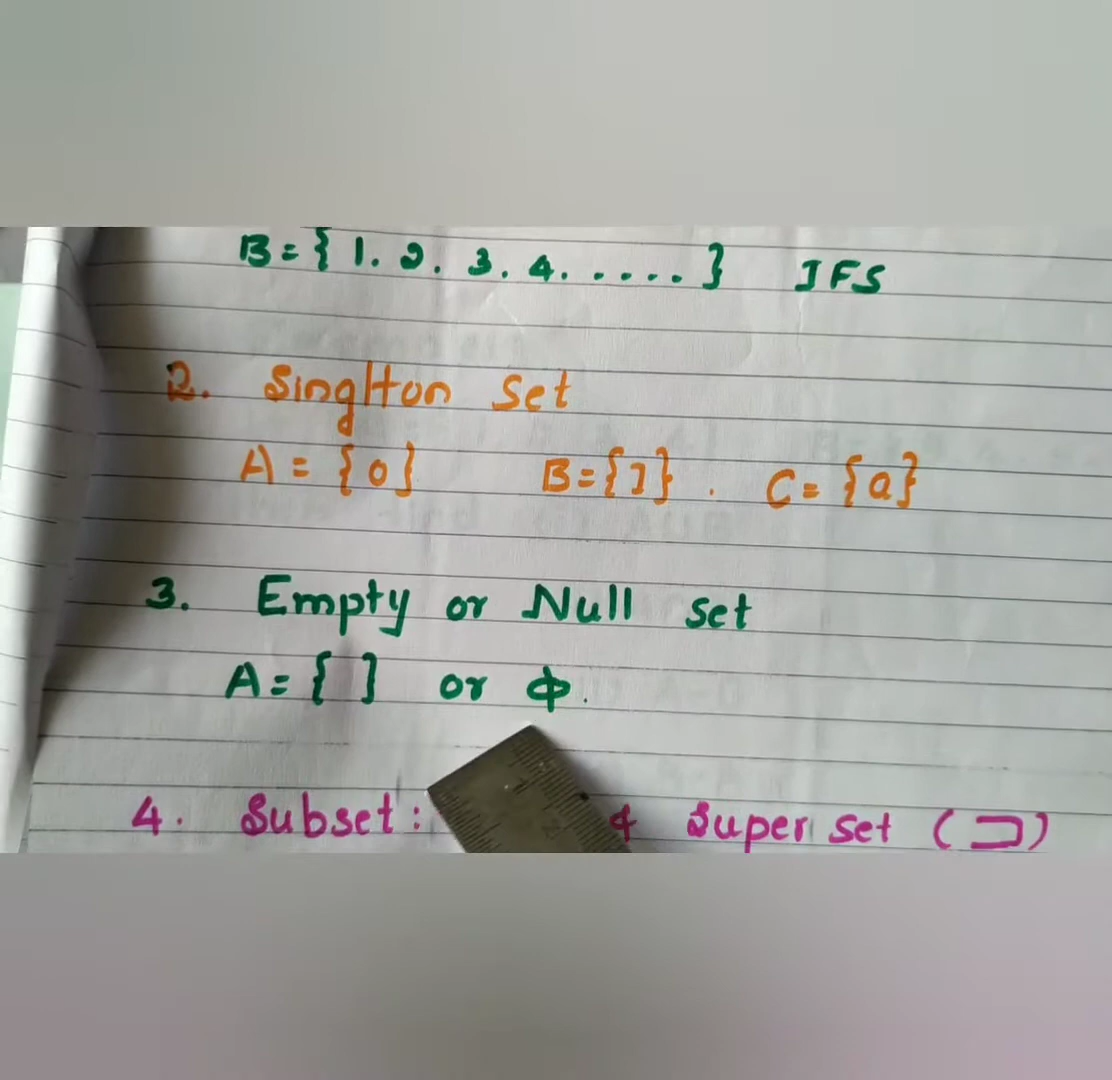 B = { 1. 2. 3. 4. . . . . . } IFS
2. Singlton Set
A = { 0 } B = { 1 } . C = { a }
3. Empty or Null set
A = { } or ф.
4. Subset : & Super set ( ⊃ )